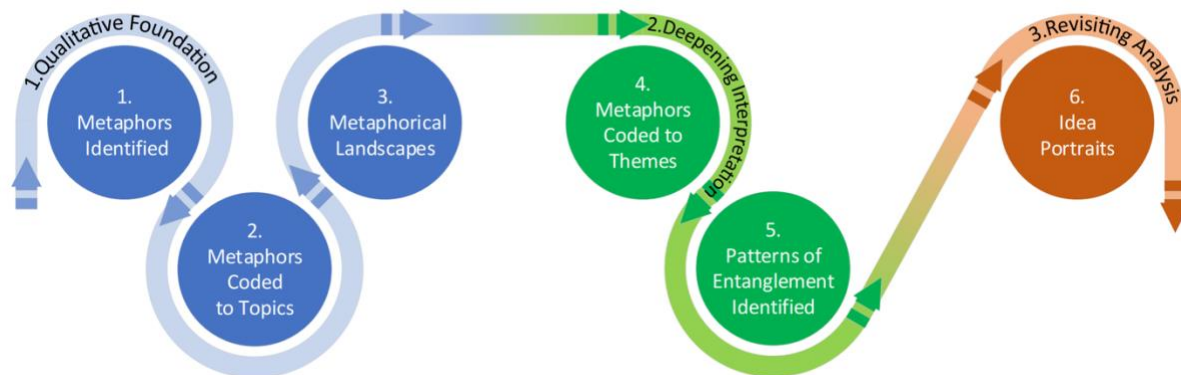 1.Qualitative Foundation
1.
Metaphors
Identified
2.
Metaphors
Coded
to Topics
3.
Metaphorical
Landscapes
2.Deepening Interpretation
4.
Metaphors
Coded to
Themes
5.
Patterns of
Entanglement
Identified
3.Revisiting Analysis
6.
Idea
Portraits